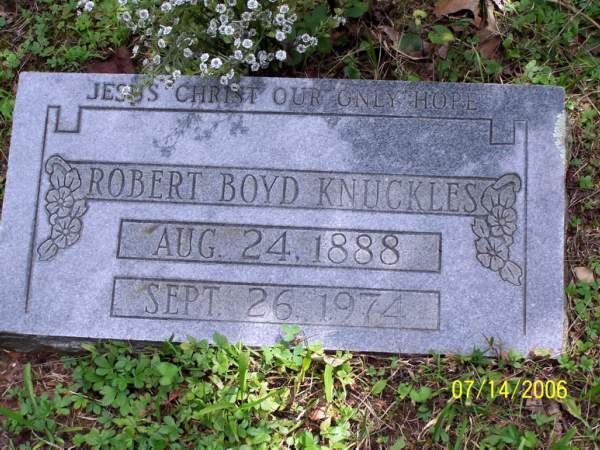 JESUS CHRIST OUR ONLY HOPE
ROBERT BOYD KNUCKLES
AUG. 24, 1888
SEPT. 26, 1974
07/14/2006